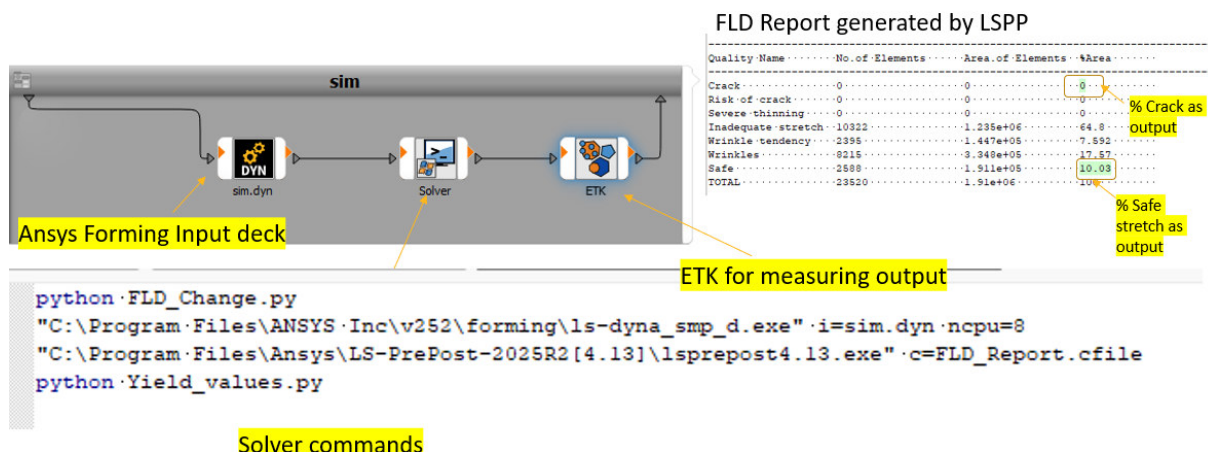 FLD Report generated by LSPP
Quality Name No.of Elements Area.of Elements %Area
Crack 0 0 0
Risk of crack 0 0 0
Severe thinning 0 0 0
Inadequate stretch 10322 1.235e+06 64.8
Wrinkle tendency 2395 1.447e+05 7.592
Wrinkles 8215 3.348e+05 17.57
Safe 2588 1.911e+05 10.03
TOTAL 23520 1.91e+06
% Crack as
output
% Safe
stretch as
output
sim
DYN
sim.dyn
Solver
ETK
Ansys Forming Input deck
ETK for measuring output
python FLD_Change.py
"C:\Program Files\ANSYS Inc\v252\forming\ls-dyna_smp_d.exe" i=sim.dyn ncpu=8
"C:\Program Files\Ansys\LS-PrePost-2025R2[4.13]\lsprepost4.13.exe" c=FLD_Report.cfile
python Yield_values.py
Solver commands